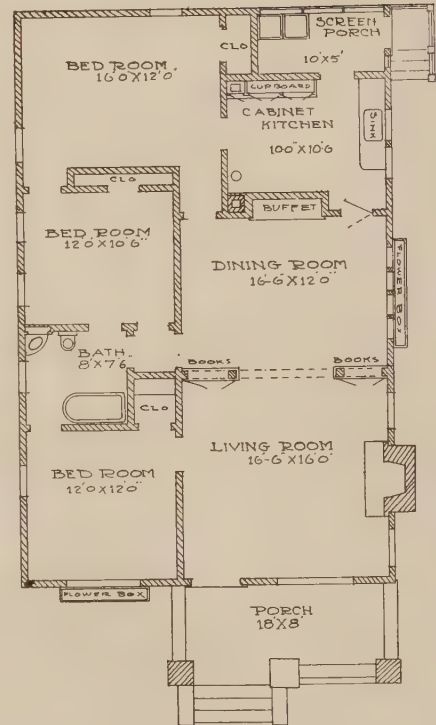 SCREEN
PORCH
10'X5'
BED ROOM
16'0"X12'0"
CLO
CUPBOARD
CABINET
KITCHEN
10'0"X10'6
SINK
CLO
BUFFET
BED ROOM
12'0"X10'6"
DINING ROOM
16'-6"X12'0"
FLOWER BOX
BATH
8'X7'6
BOOKS
BOOKS
CLO
LIVING ROOM
16'-6"X16'0"
BED ROOM
12'0X12'0"
FLOWER BOX
PORCH
18'X8'